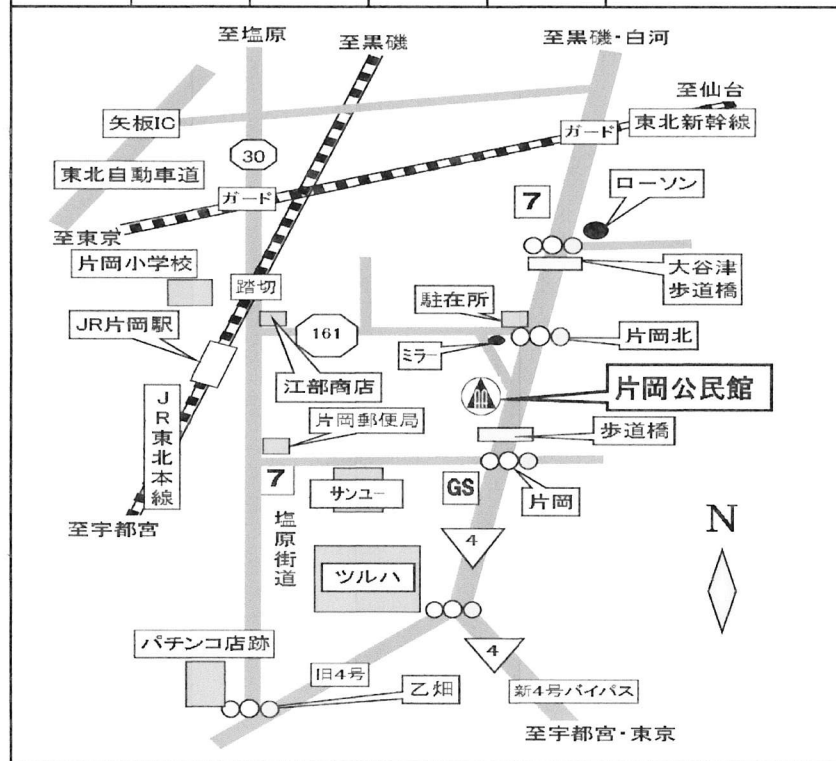 至塩原
至黒磯
至黒磯・白河
至仙台
矢板IC
ガード
東北新幹線
30
東北自動車道
ガード
7
ローソン
至東京
片岡小学校
大谷津
歩道橋
踏切
駐在所
JR片岡駅
161
片岡北
ミラー
江部商店
片岡公民館
JR東北本線
片岡郵便局
歩道橋
7
サンユー
GS
片岡
至宇都宮
塩原街道
4
N
ツルハ
パチンコ店跡
4
旧4号
乙畑
新4号バイパス
至宇都宮・東京